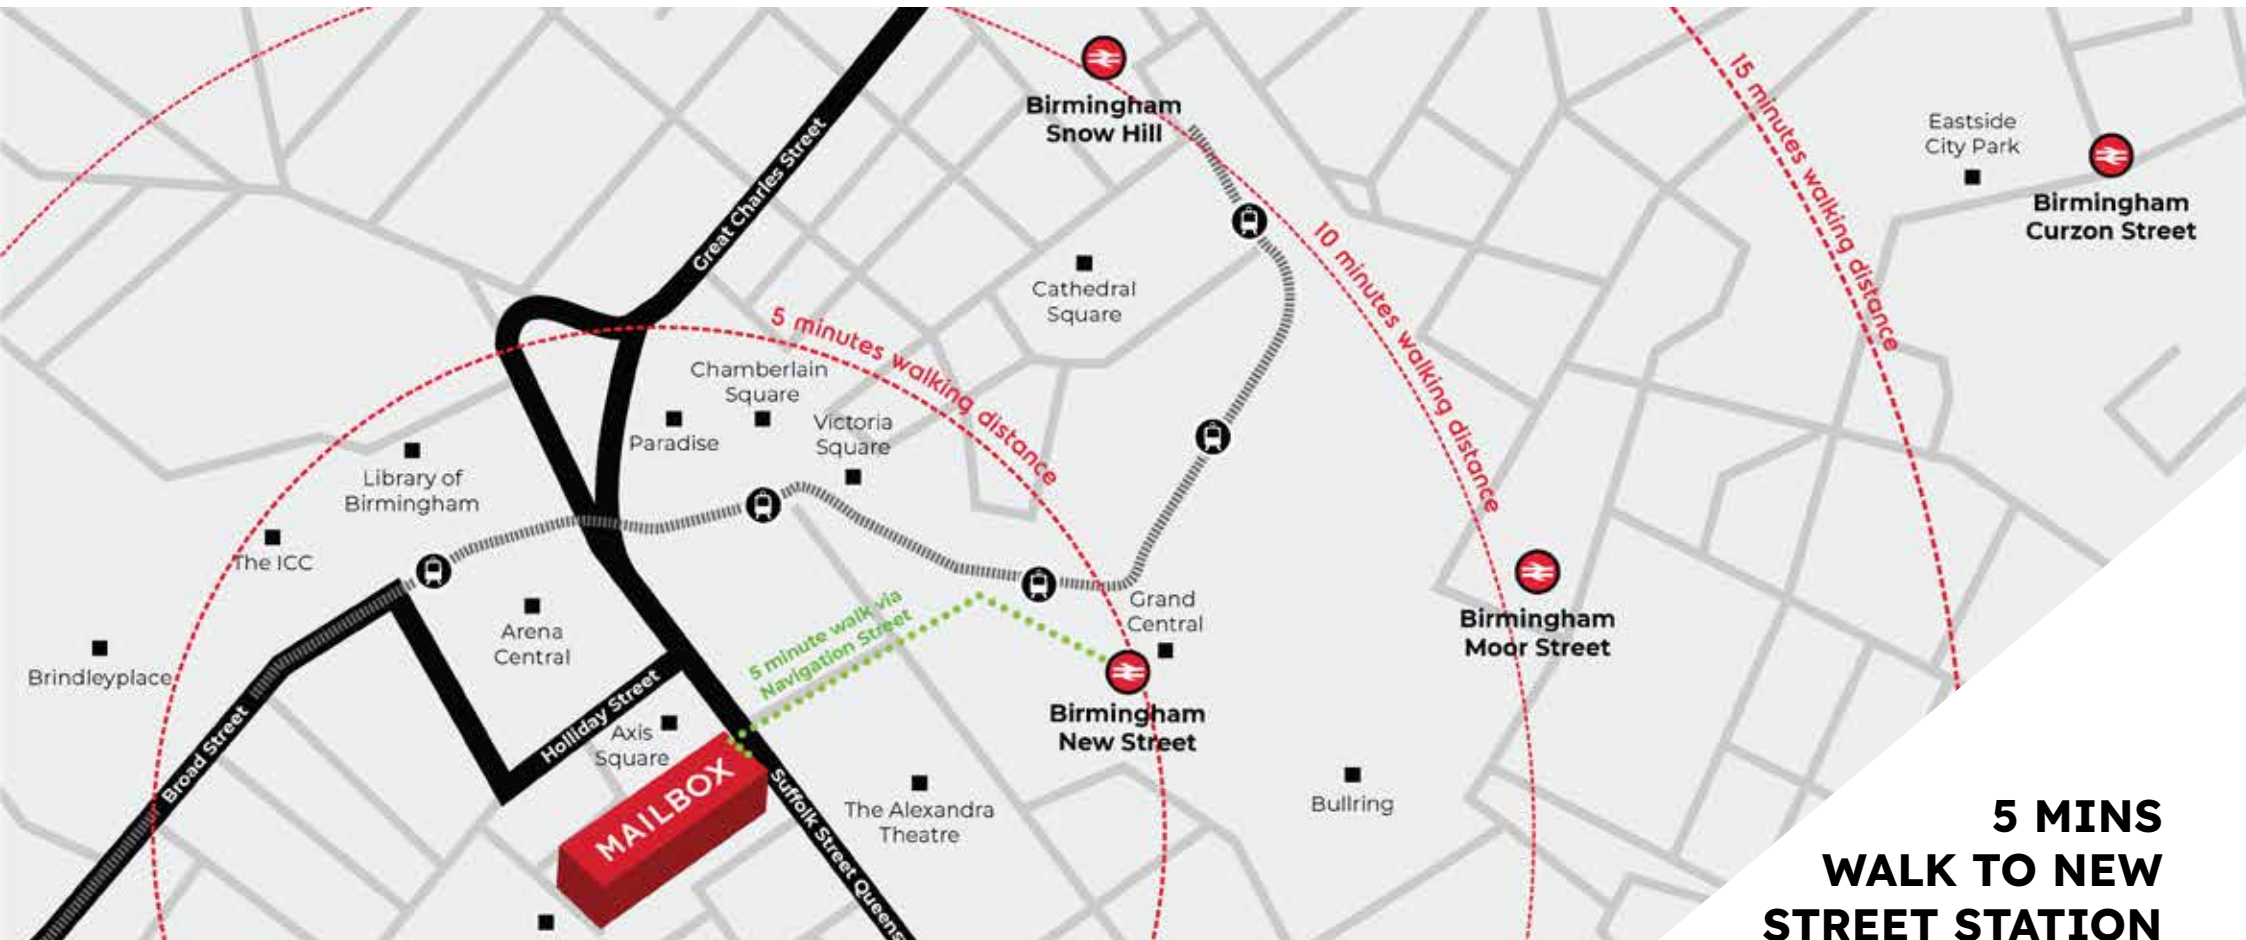 Birmingham
Snow Hill
15 minutes walking distance
Eastside
City Park
Birmingham
Curzon Street
Great Charles Street
10 minutes walking distance
Cathedral
Square
5 minutes walking distance
Chamberlain
Square
Paradise
Victoria
Square
Library of
Birmingham
The ICC
Brindleyplace
Arena
Central
5 minute walk via
Navigation Street
Grand
Central
Birmingham
Moor Street
Birmingham
New Street
Broad Street
Holliday Street
Axis
Square
MAILBOX
Suffolk Street Queens
The Alexandra
Theatre
Bullring
5 MINS
WALK TO NEW
STREET STATION